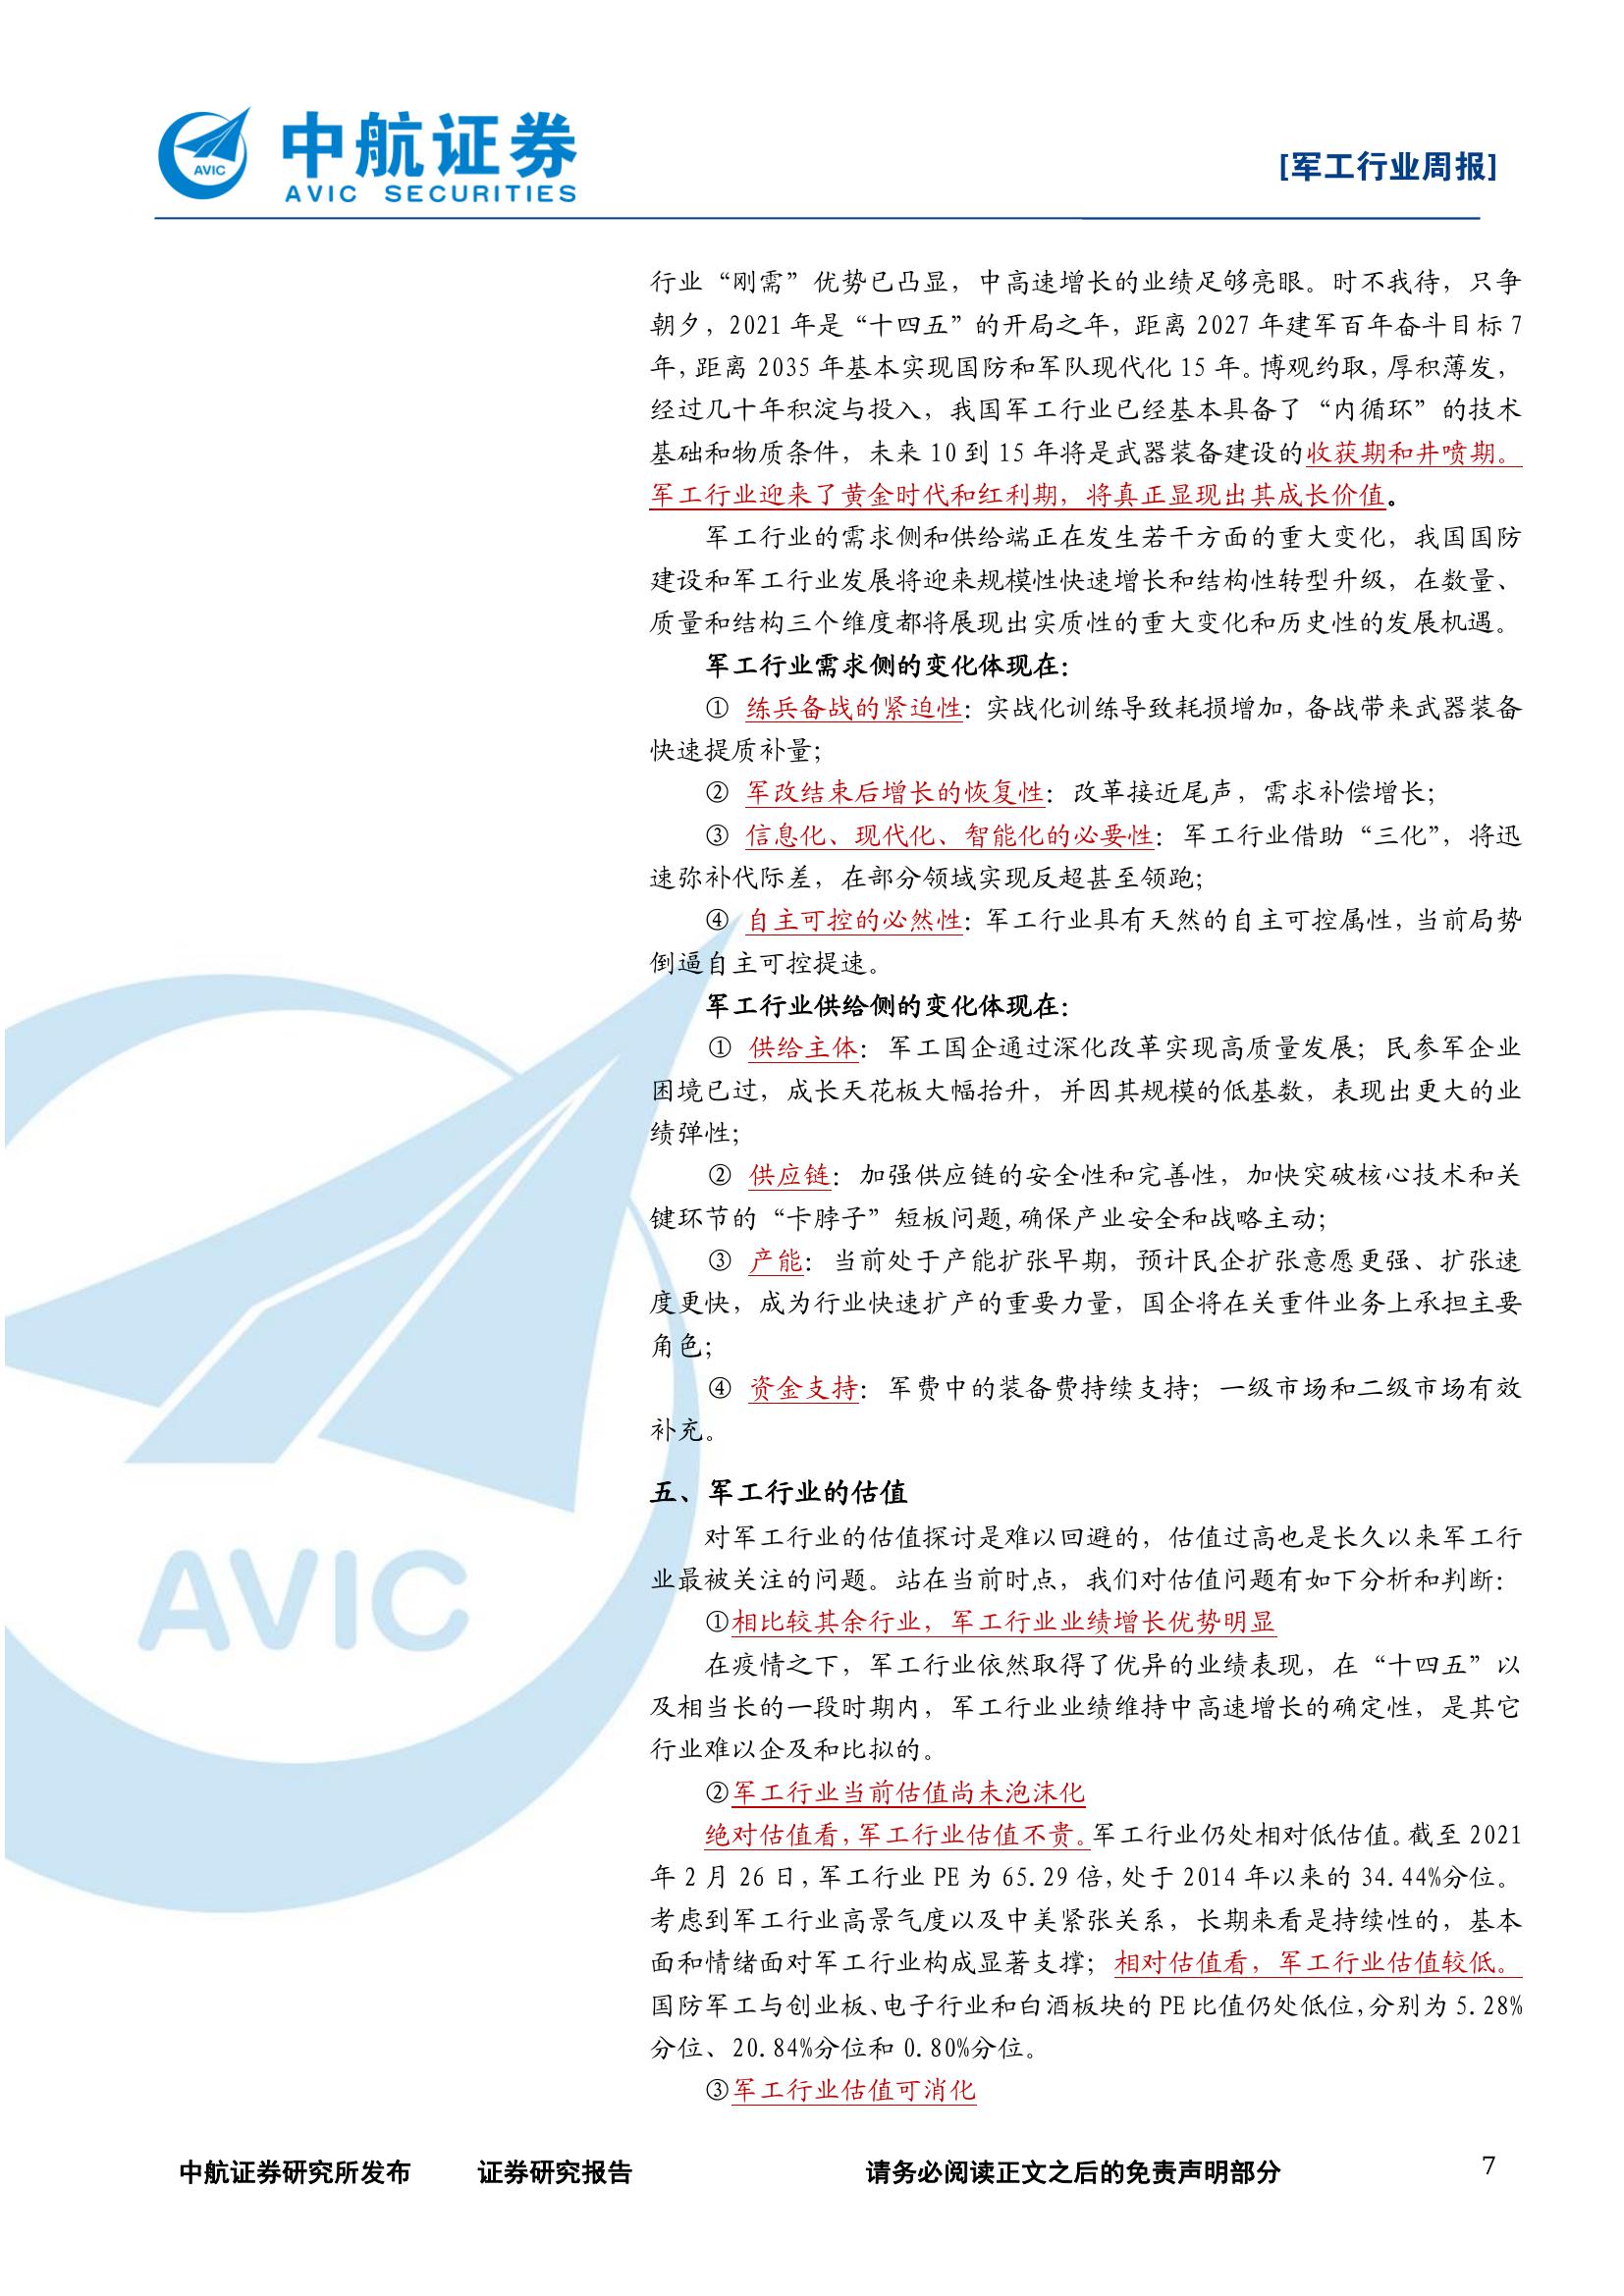 中航证券
AVIC SECURITIES
AVIC
[军工行业周报]
行业“刚需”优势已凸显，中高速增长的业绩足够亮眼。时不我待，只争
朝夕，2021 年是“十四五”的开局之年，距离 2027 年建军百年奋斗目标 7
年，距离 2035 年基本实现国防和军队现代化 15 年。博观约取，厚积薄发，
经过几十年积淀与投入，我国军工行业已经基本具备了“内循环”的技术
基础和物质条件，未来 10 到 15 年将是武器装备建设的收获期和井喷期。
军工行业迎来了黄金时代和红利期，将真正显现出其成长价值。
军工行业的需求侧和供给端正在发生若干方面的重大变化，我国国防
建设和军工行业发展将迎来规模性快速增长和结构性转型升级，在数量、
质量和结构三个维度都将展现出实质性的重大变化和历史性的发展机遇。
军工行业需求侧的变化体现在：
① 练兵备战的紧迫性：实战化训练导致耗损增加，备战带来武器装备
快速提质补量；
② 军改结束后增长的恢复性：改革接近尾声，需求补偿增长；
③ 信息化、现代化、智能化的必要性：军工行业借助“三化”，将迅
速弥补代际差，在部分领域实现反超甚至领跑；
④ 自主可控的必然性：军工行业具有天然的自主可控属性，当前局势
倒逼自主可控提速。
军工行业供给侧的变化体现在：
① 供给主体：军工国企通过深化改革实现高质量发展；民参军企业
困境已过，成长天花板大幅抬升，并因其规模的低基数，表现出更大的业
绩弹性；
② 供应链：加强供应链的安全性和完善性，加快突破核心技术和关
键环节的“卡脖子”短板问题,确保产业安全和战略主动；
③ 产能：当前处于产能扩张早期，预计民企扩张意愿更强、扩张速
度更快，成为行业快速扩产的重要力量，国企将在关重件业务上承担主要
角色；
④ 资金支持：军费中的装备费持续支持；一级市场和二级市场有效
补充。
五、军工行业的估值
对军工行业的估值探讨是难以回避的，估值过高也是长久以来军工行
业最被关注的问题。站在当前时点，我们对估值问题有如下分析和判断：
①相比较其余行业，军工行业业绩增长优势明显
在疫情之下，军工行业依然取得了优异的业绩表现，在“十四五”以
及相当长的一段时期内，军工行业业绩维持中高速增长的确定性，是其它
行业难以企及和比拟的。
②军工行业当前估值尚未泡沫化
绝对估值看，军工行业估值不贵。军工行业仍处相对低估值。截至 2021
年 2 月 26 日，军工行业 PE 为 65.29 倍，处于 2014 年以来的 34.44%分位。
考虑到军工行业高景气度以及中美紧张关系，长期来看是持续性的，基本
面和情绪面对军工行业构成显著支撑；相对估值看，军工行业估值较低。
国防军工与创业板、电子行业和白酒板块的 PE 比值仍处低位，分别为 5.28%
分位、20.84%分位和 0.80%分位。
③军工行业估值可消化
AVIC
中航证券研究所发布 证券研究报告 请务必阅读正文之后的免责声明部分 7